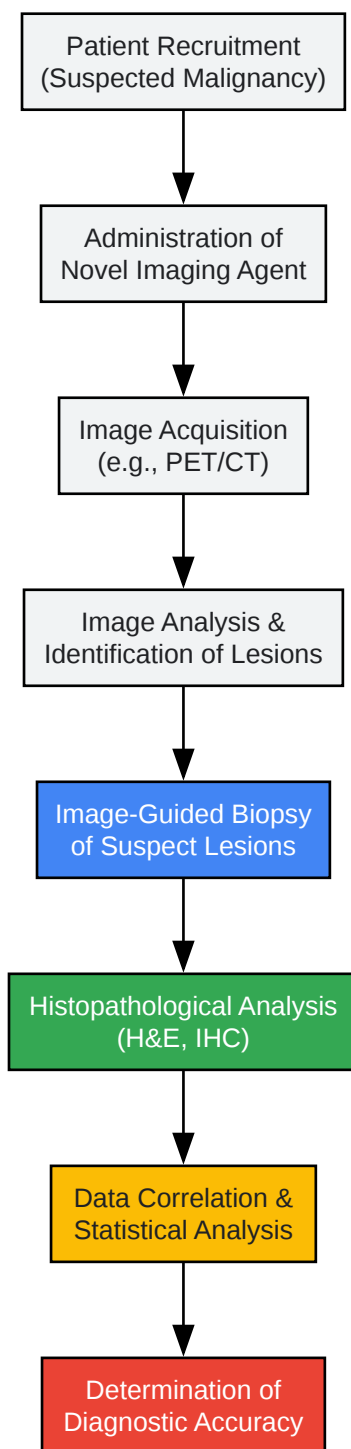 Patient Recruitment
(Suspected Malignancy)
Administration of
Novel Imaging Agent
Image Acquisition
(e.g., PET/CT)
Image Analysis &
Identification of Lesions
Image-Guided Biopsy
of Suspect Lesions
Histopathological Analysis
(H&E, IHC)
Data Correlation &
Statistical Analysis
Determination of
Diagnostic Accuracy